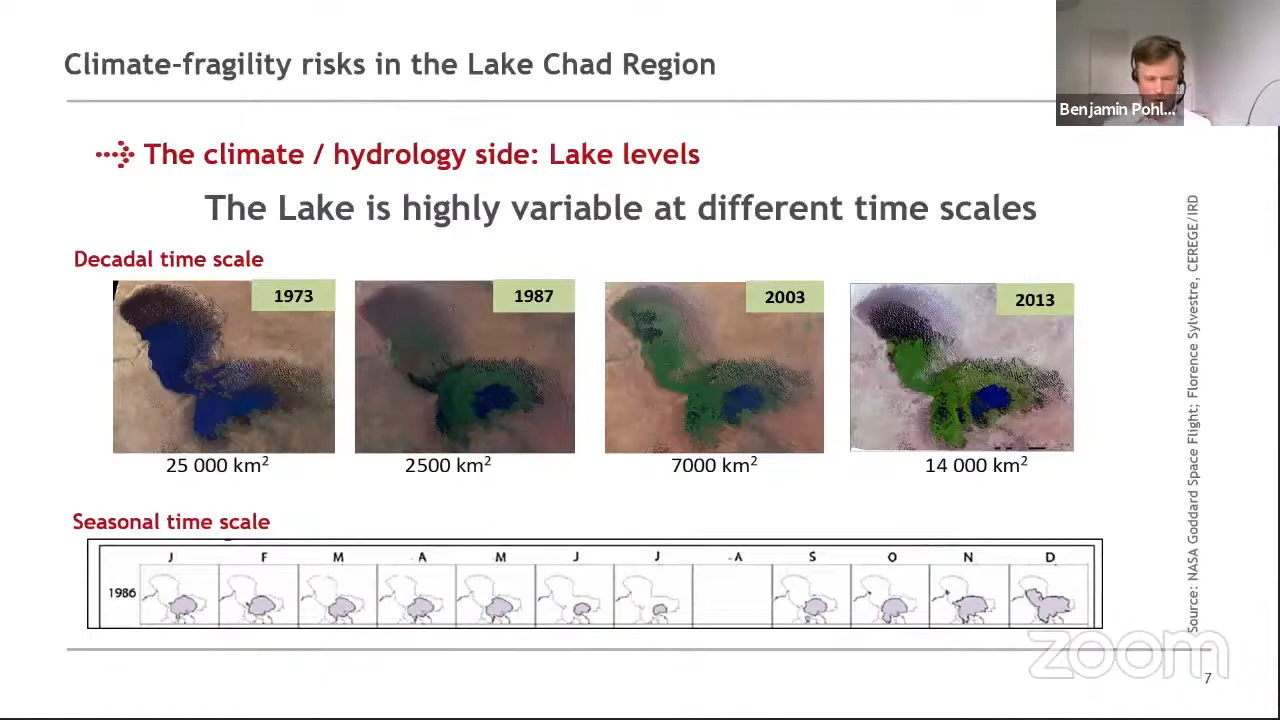 Climate-fragility risks in the Lake Chad Region
Benjamin Pohl...
The climate / hydrology side: Lake levels
The Lake is highly variable at different time scales
Decadal time scale
1973
1987
2003
2013
25 000 km²
2500 km²
7000 km²
14 000 km²
Seasonal time scale
J F M A M J J A S O N D
1986
Source: NASA Goddard Space Flight; Florence Sylvestre, CEREGE/IRD
zoom
7